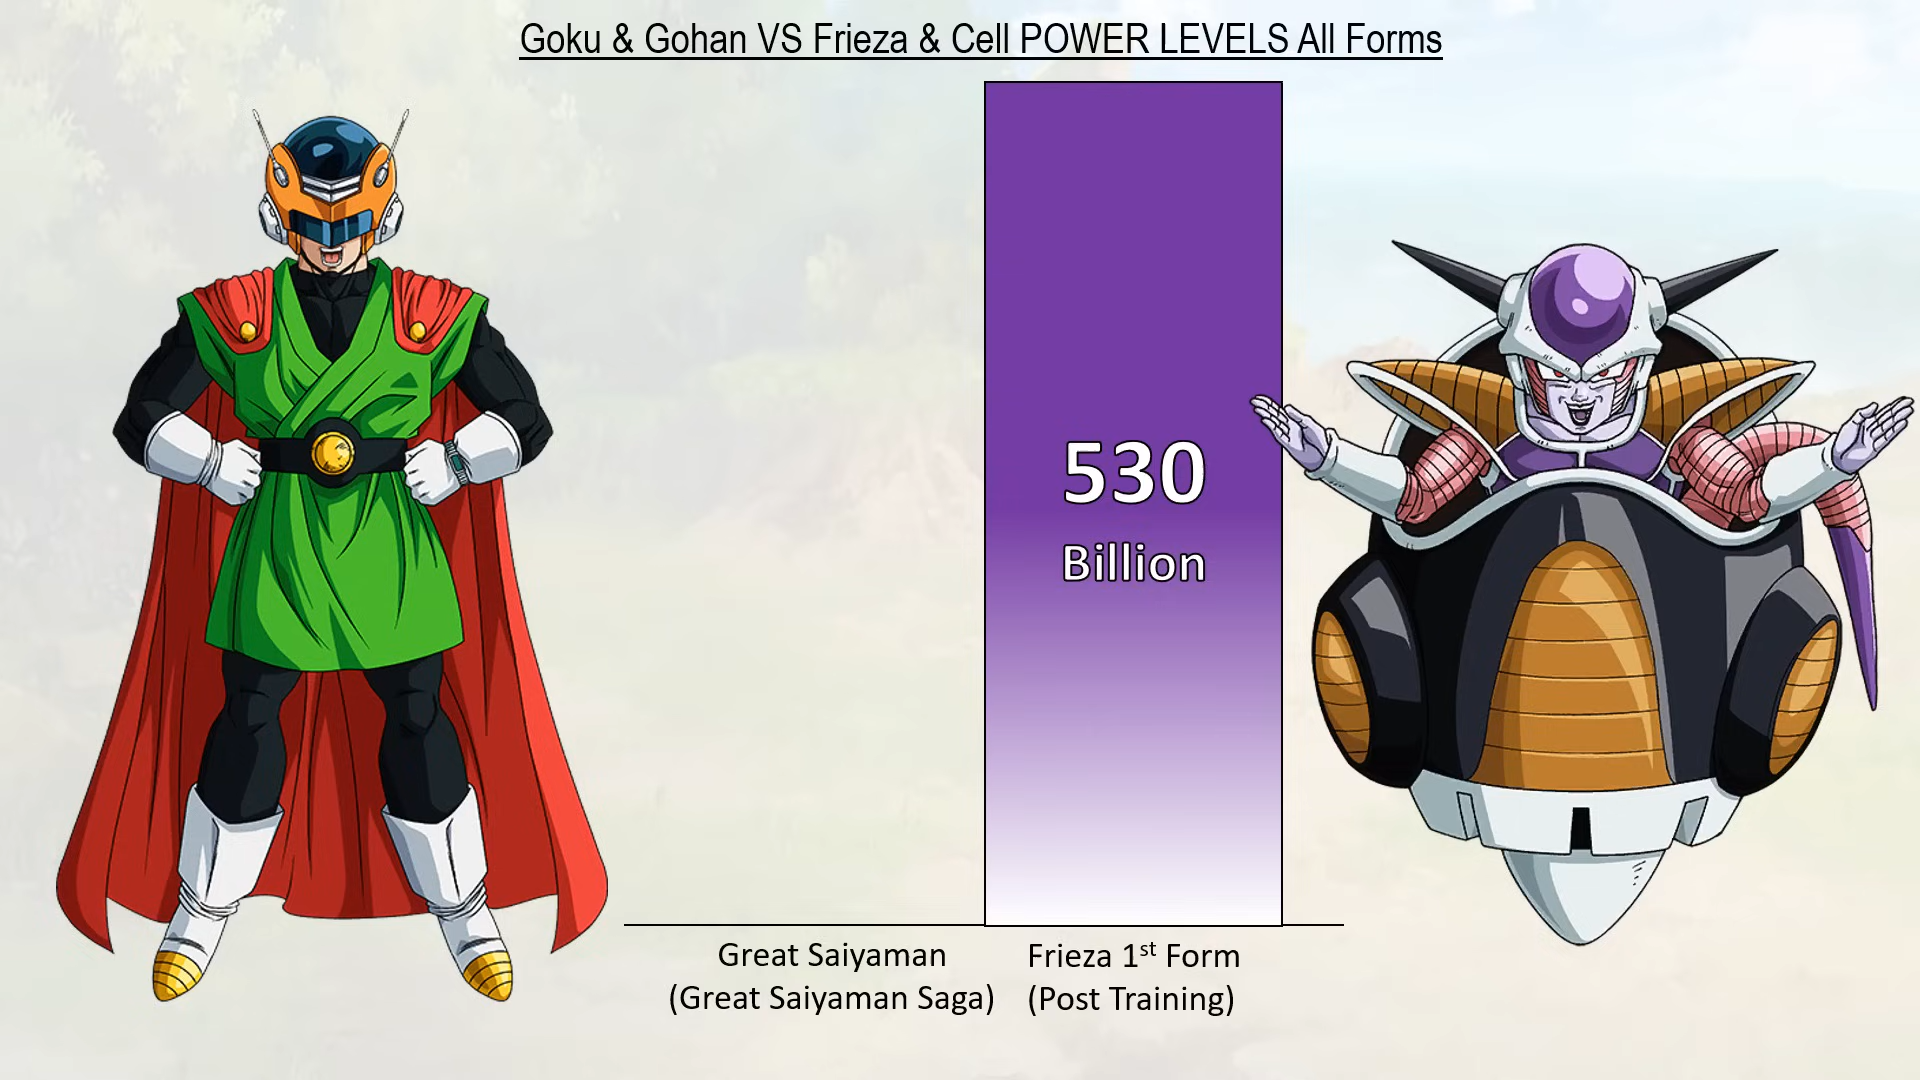 Goku & Gohan VS Frieza & Cell POWER LEVELS All Forms
530
Billion
Great Saiyaman
(Great Saiyaman Saga)
Frieza 1st Form
(Post Training)